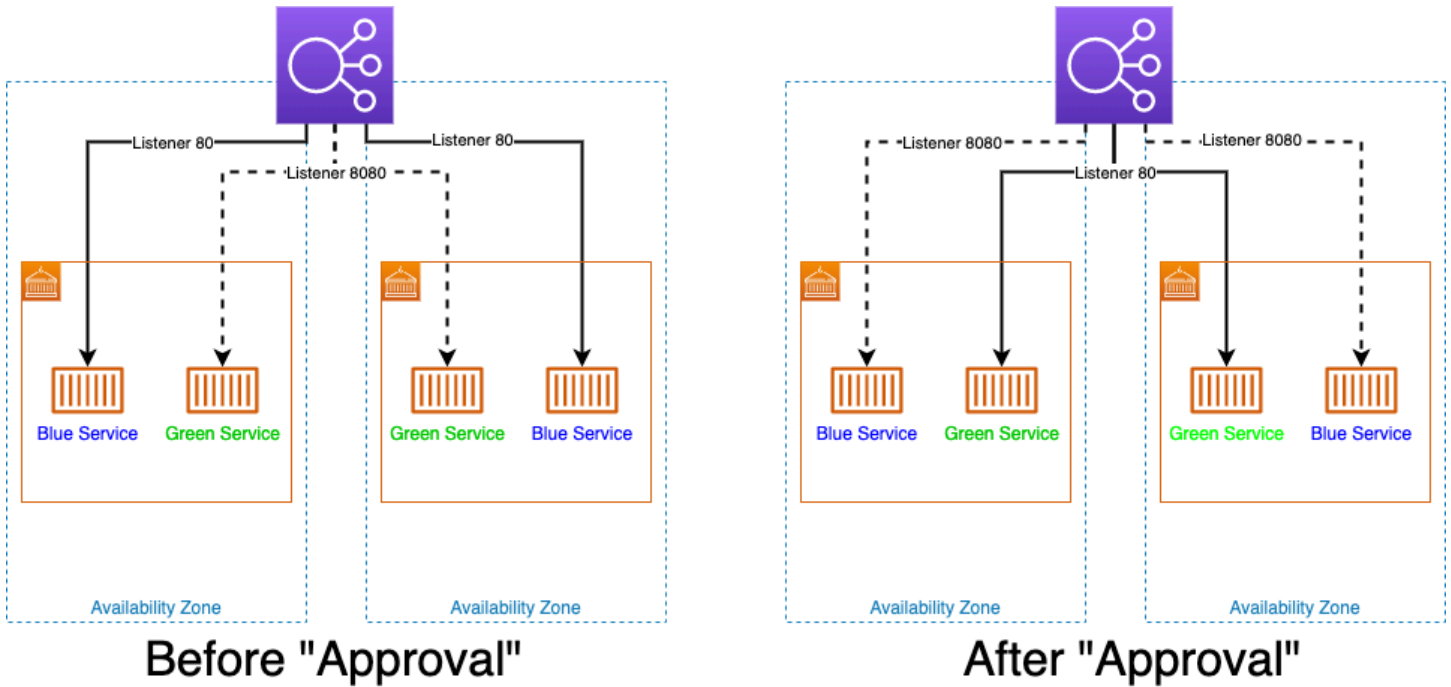 Listener 80
Listener 80
Listener 8080
Blue Service
Green Service
Green Service
Blue Service
Availability Zone
Availability Zone
Before "Approval"
Listener 8080
Listener 8080
Listener 80
Blue Service
Green Service
Green Service
Blue Service
Availability Zone
Availability Zone
After "Approval"